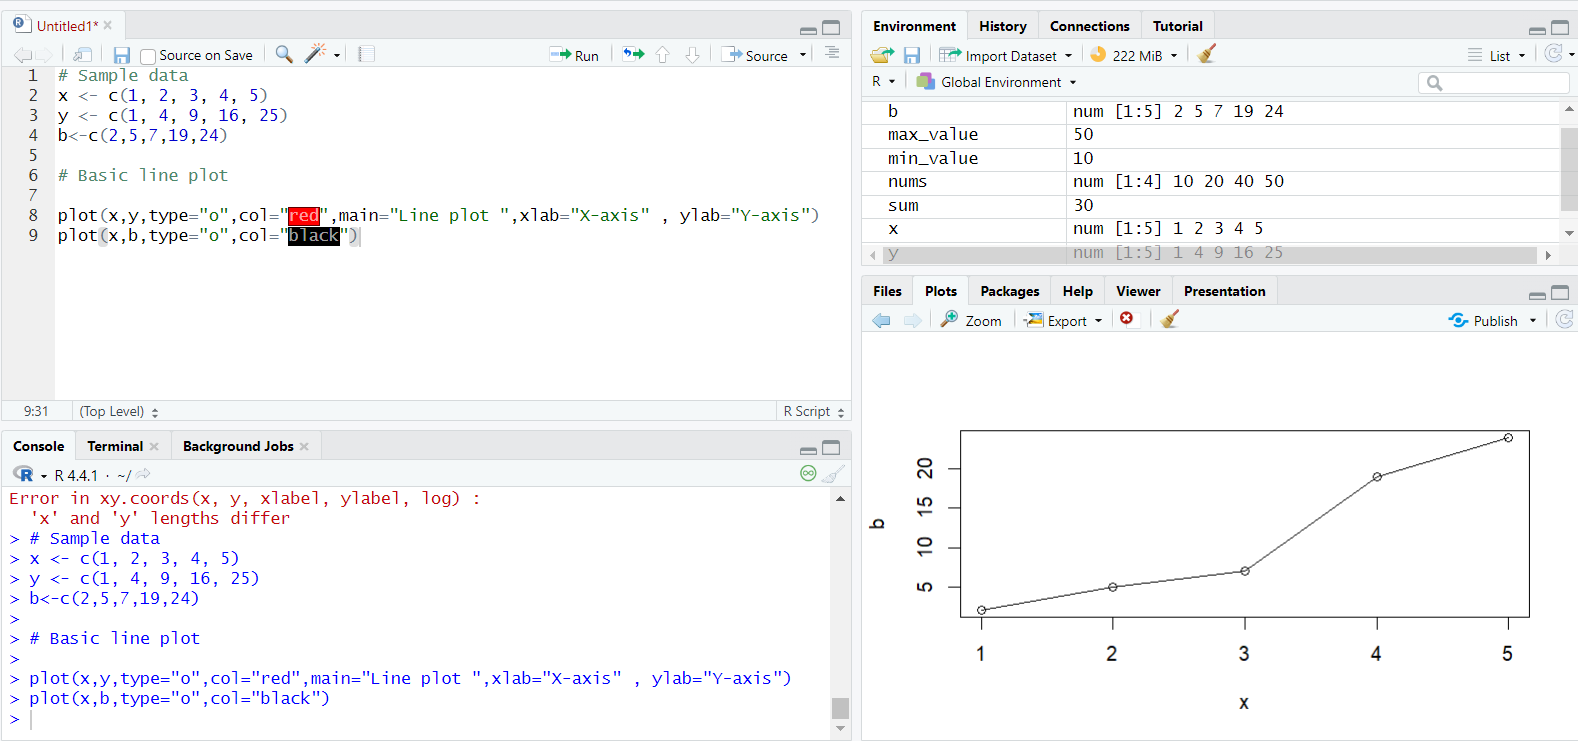 Untitled1*
Source on Save
Run
Source
1 # Sample data
2 x <- c(1, 2, 3, 4, 5)
3 y <- c(1, 4, 9, 16, 25)
4 b<-c(2,5,7,19,24)
5
6 # Basic line plot
7
8 plot(x,y,type="o",col="red",main="Line plot ",xlab="X-axis" , ylab="Y-axis")
9 plot(x,b,type="o",col="black")
9:31 (Top Level) R Script
Console Terminal Background Jobs
R R 4.4.1 · ~/
Error in xy.coords(x, y, xlabel, ylabel, log) :
'x' and 'y' lengths differ
> # Sample data
> x <- c(1, 2, 3, 4, 5)
> y <- c(1, 4, 9, 16, 25)
> b<-c(2,5,7,19,24)
>
> # Basic line plot
>
> plot(x,y,type="o",col="red",main="Line plot ",xlab="X-axis" , ylab="Y-axis")
> plot(x,b,type="o",col="black")
>
Environment History Connections Tutorial
Import Dataset 222 MiB List
R Global Environment
b num [1:5] 2 5 7 19 24
max_value 50
min_value 10
nums num [1:4] 10 20 40 50
sum 30
x num [1:5] 1 2 3 4 5
y num [1:5] 1 4 9 16 25
Files Plots Packages Help Viewer Presentation
Zoom Export Publish
20
15
10
5
b
1 2 3 4 5
x